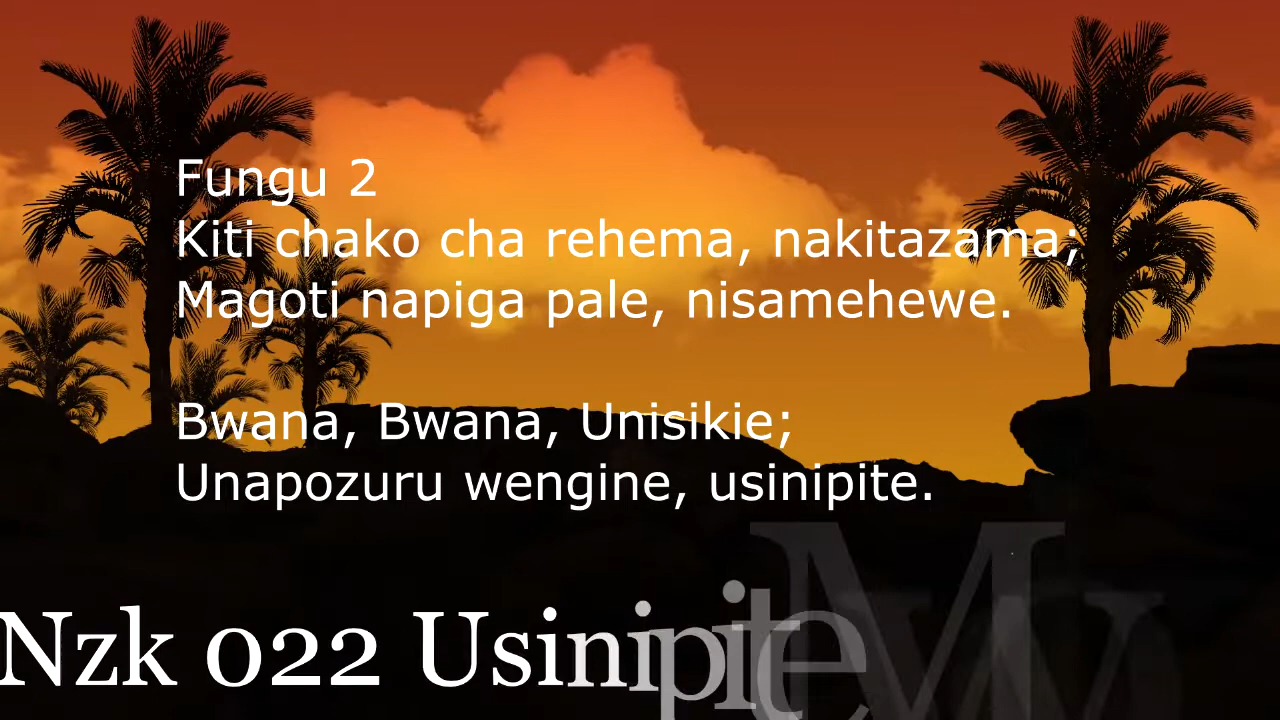 Fungu 2
Kiti chako cha rehema, nakitazama;
Magoti napiga pale, nisamehewe.
Bwana, Bwana, Unisikie;
Unapozuru wengine, usinipite.
Nzk 022 Usinipite M